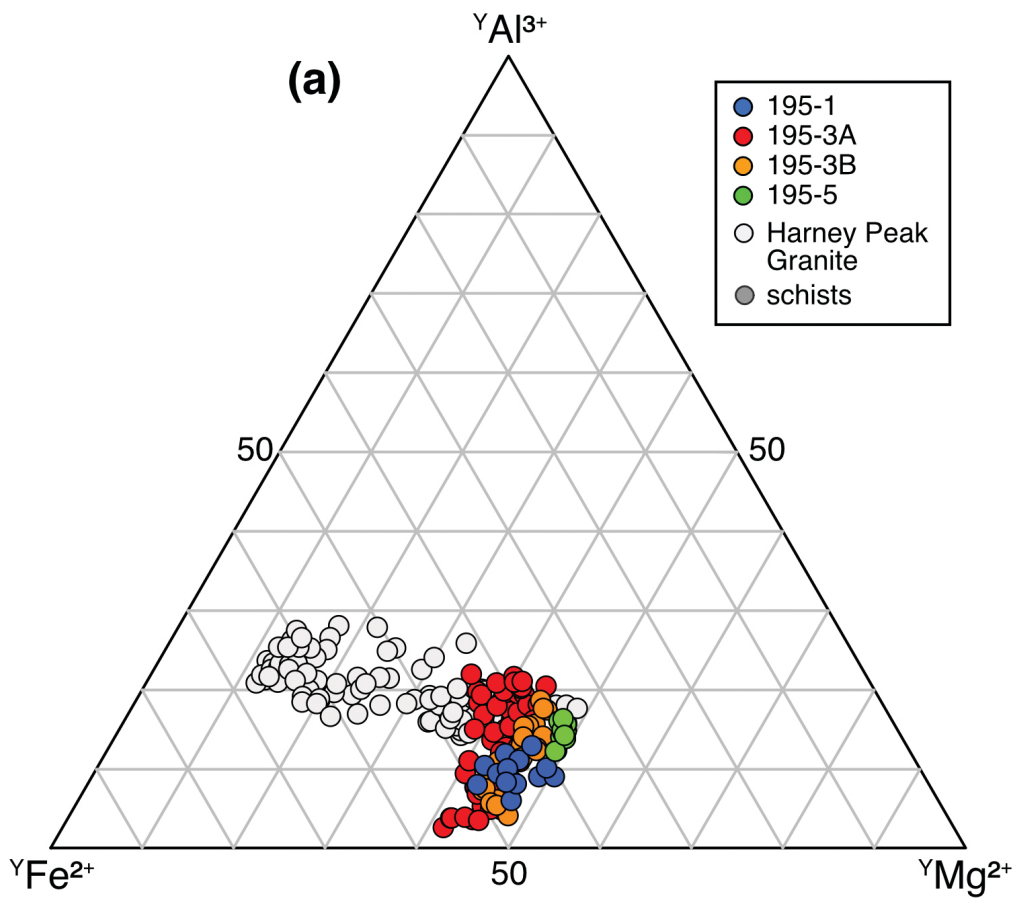 ʸAl³⁺
(a)
195-1
195-3A
195-3B
195-5
Harney Peak
Granite
schists
50
50
ʸFe²⁺
50
ʸMg²⁺